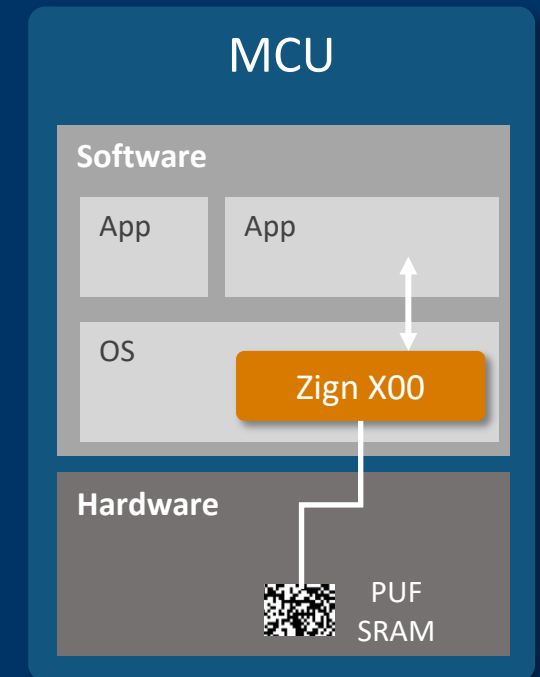 MCU
Software
App App
OS
Zign X00
Hardware
PUF
SRAM